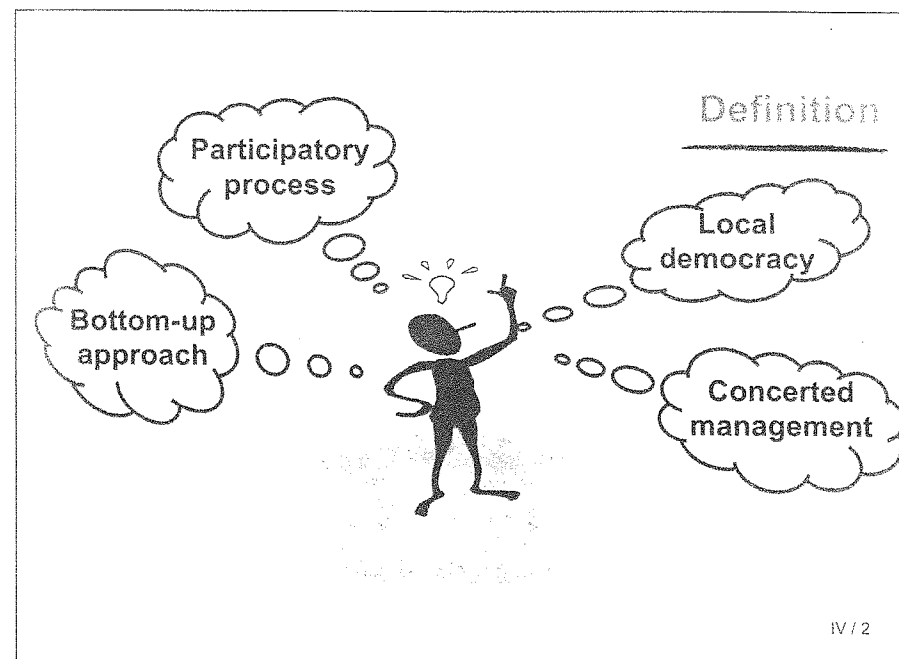 Definition
Participatory
process
Local
democracy
Bottom-up
approach
Concerted
management
IV / 2